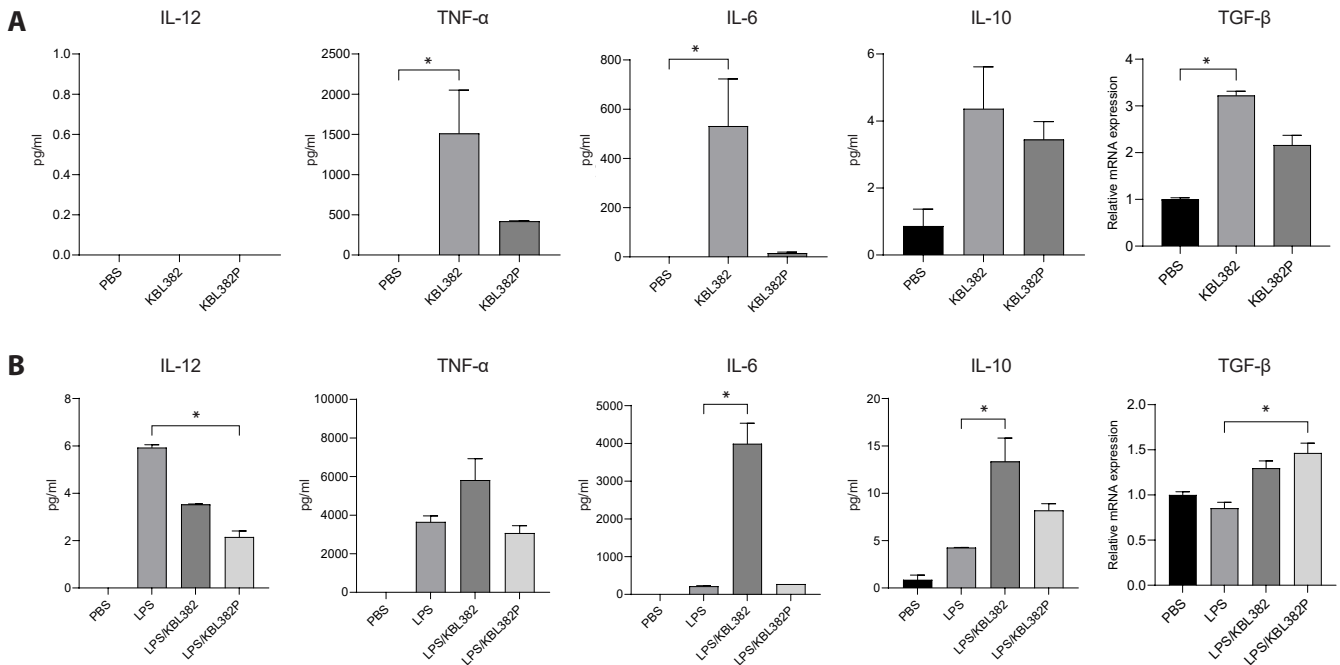 A
IL-12
pg/ml
1.0
0.8
0.6
0.4
0.2
0.0
PBS
KBL382
KBL382P
TNF-α
pg/ml
2500
2000
1500
1000
500
0
*
PBS
KBL382
KBL382P
IL-6
pg/ml
800
600
400
200
0
*
PBS
KBL382
KBL382P
IL-10
pg/ml
6
4
2
0
PBS
KBL382
KBL382P
TGF-β
Relative mRNA expression
4
3
2
1
0
*
PBS
KBL382
KBL382P
B
IL-12
pg/ml
8
6
4
2
0
*
PBS
LPS
LPS/KBL382
LPS/KBL382P
TNF-α
pg/ml
10000
8000
6000
4000
2000
0
PBS
LPS
LPS/KBL382
LPS/KBL382P
IL-6
pg/ml
5000
4000
3000
2000
1000
0
*
PBS
LPS
LPS/KBL382
LPS/KBL382P
IL-10
pg/ml
20
15
10
5
0
*
PBS
LPS
LPS/KBL382
LPS/KBL382P
TGF-β
Relative mRNA expression
2.0
1.5
1.0
0.5
0.0
*
PBS
LPS
LPS/KBL382
LPS/KBL382P